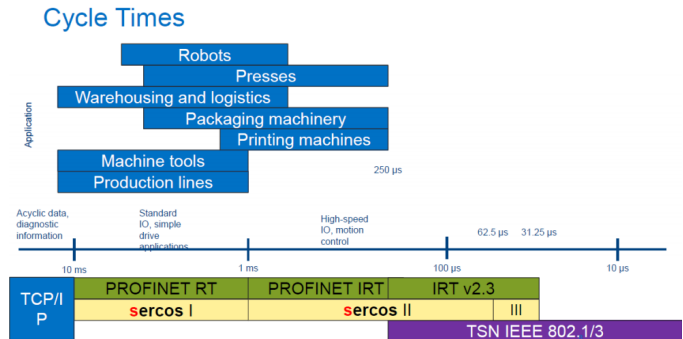 Cycle Times
Robots
Presses
Warehousing and logistics
Packaging machinery
Printing machines
Machine tools
Production lines
Application
250 µs
Acyclic data,
diagnostic
information
Standard
IO, simple
drive
applications
High-speed
IO, motion
control
62.5 µs
31.25 µs
10 ms
1 ms
100 µs
10 µs
TCP/I
P
PROFINET RT
PROFINET IRT
IRT v2.3
sercos I
sercos II
III
TSN IEEE 802.1/3